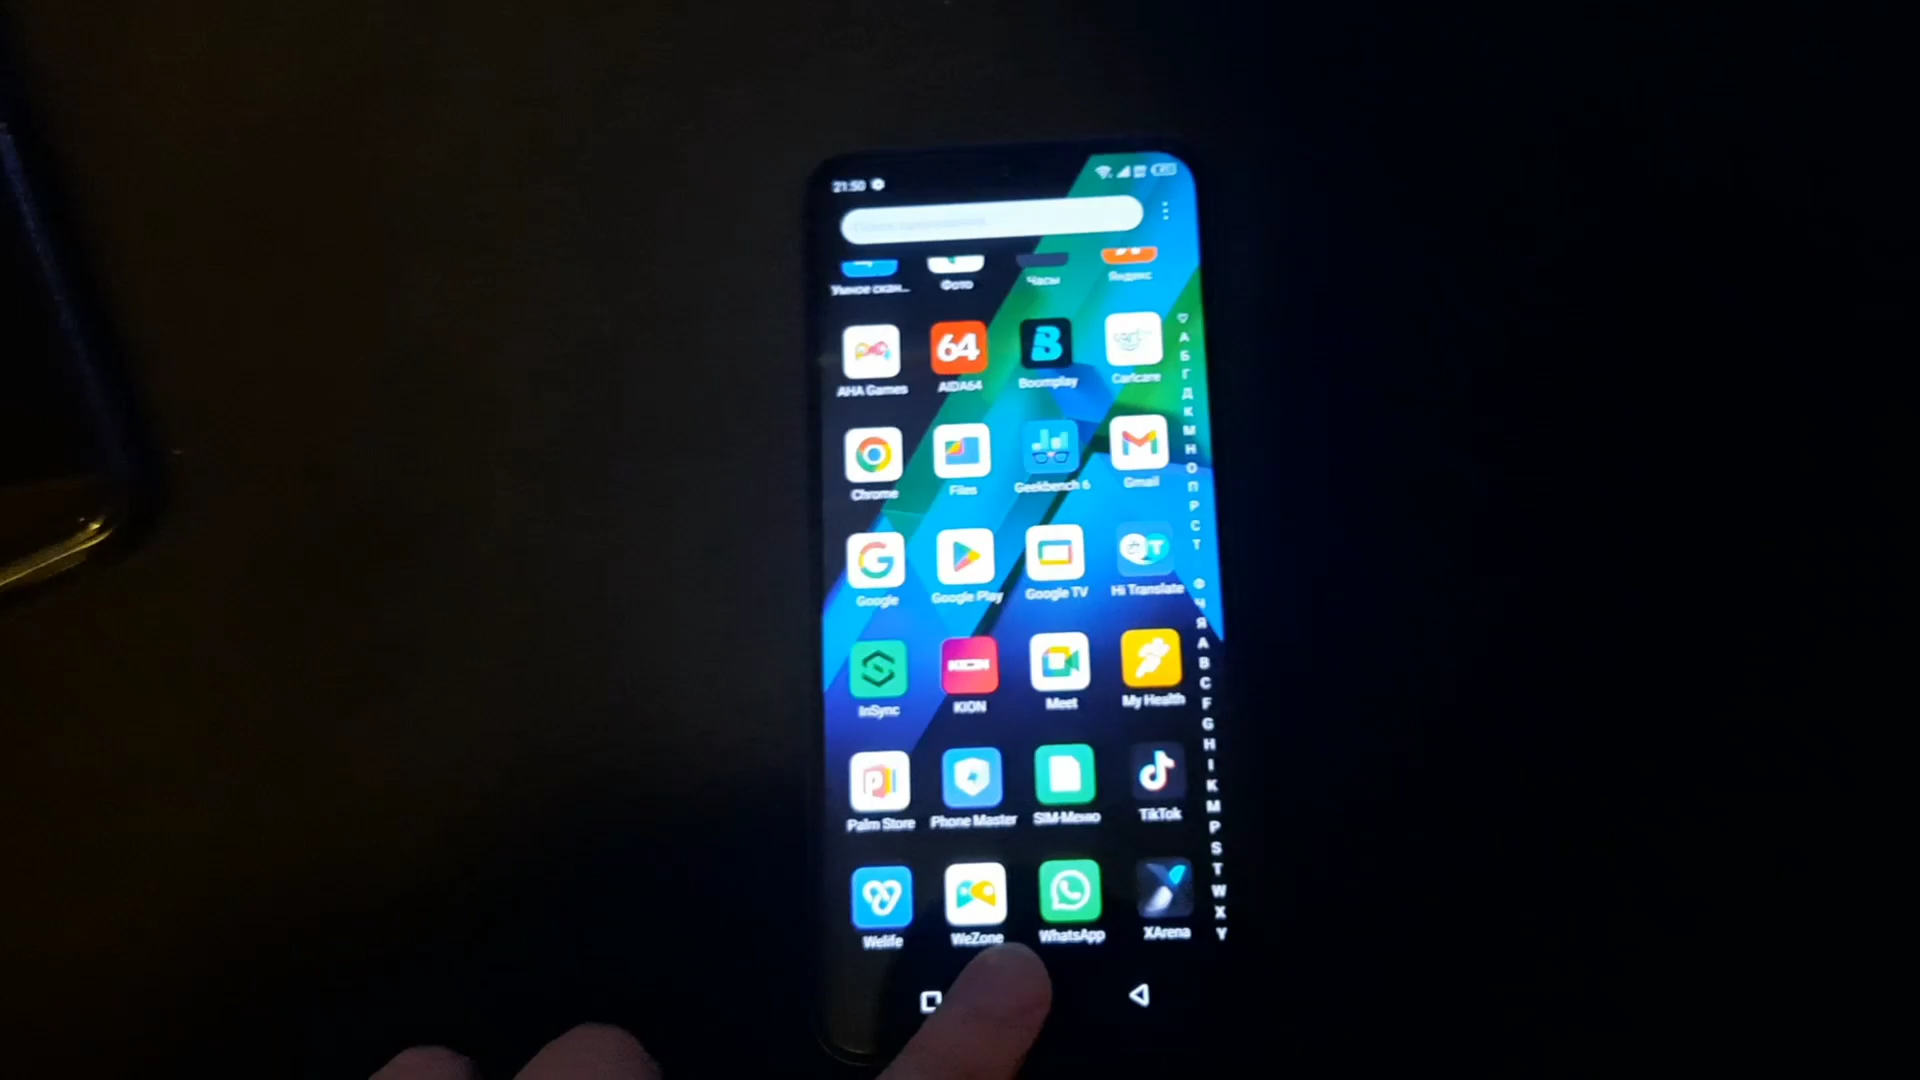 21:50
Умное скан... Фото Часы Яндекс
64
AHA Games AIDA64 Boomplay Carlcare
Chrome Files Geekbench 6 Gmail
Google Google Play Google TV Hi Translate
KION
InSync KION Meet My Health
Palm Store Phone Master SIM-Меню TikTok
Welife WeZone WhatsApp XArena
А
Б
Г
Д
К
М
Н
О
П
Р
С
Т
Ф
Ч
Я
A
B
C
F
G
H
I
K
M
P
S
T
W
X
Y